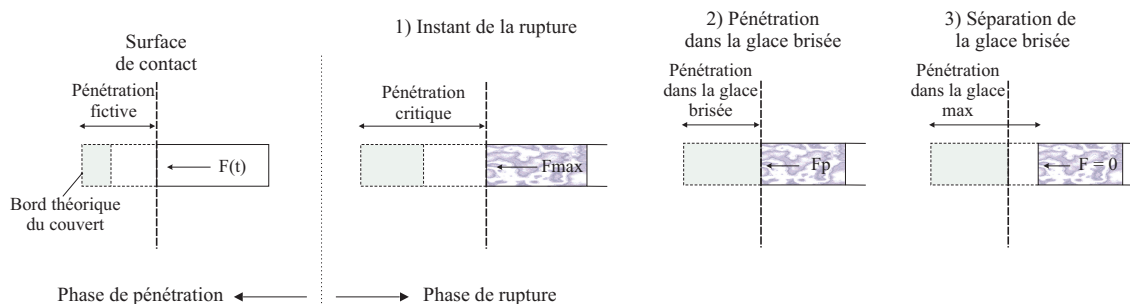 Surface
de contact
Pénétration
fictive
F(t)
Bord théorique
du couvert
1) Instant de la rupture
Pénétration
critique
Fmax
2) Pénétration
dans la glace brisée
Pénétration
dans la glace
brisée
Fp
3) Séparation de
la glace brisée
Pénétration
dans la glace
max
F = 0
Phase de pénétration
Phase de rupture